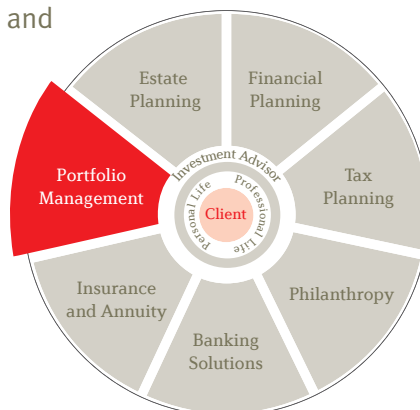 and
Estate
Planning
Financial
Planning
Portfolio
Management
Investment Advisor
Tax
Planning
Personal Life
Professional Life
Client
Insurance
and Annuity
Philanthropy
Banking
Solutions